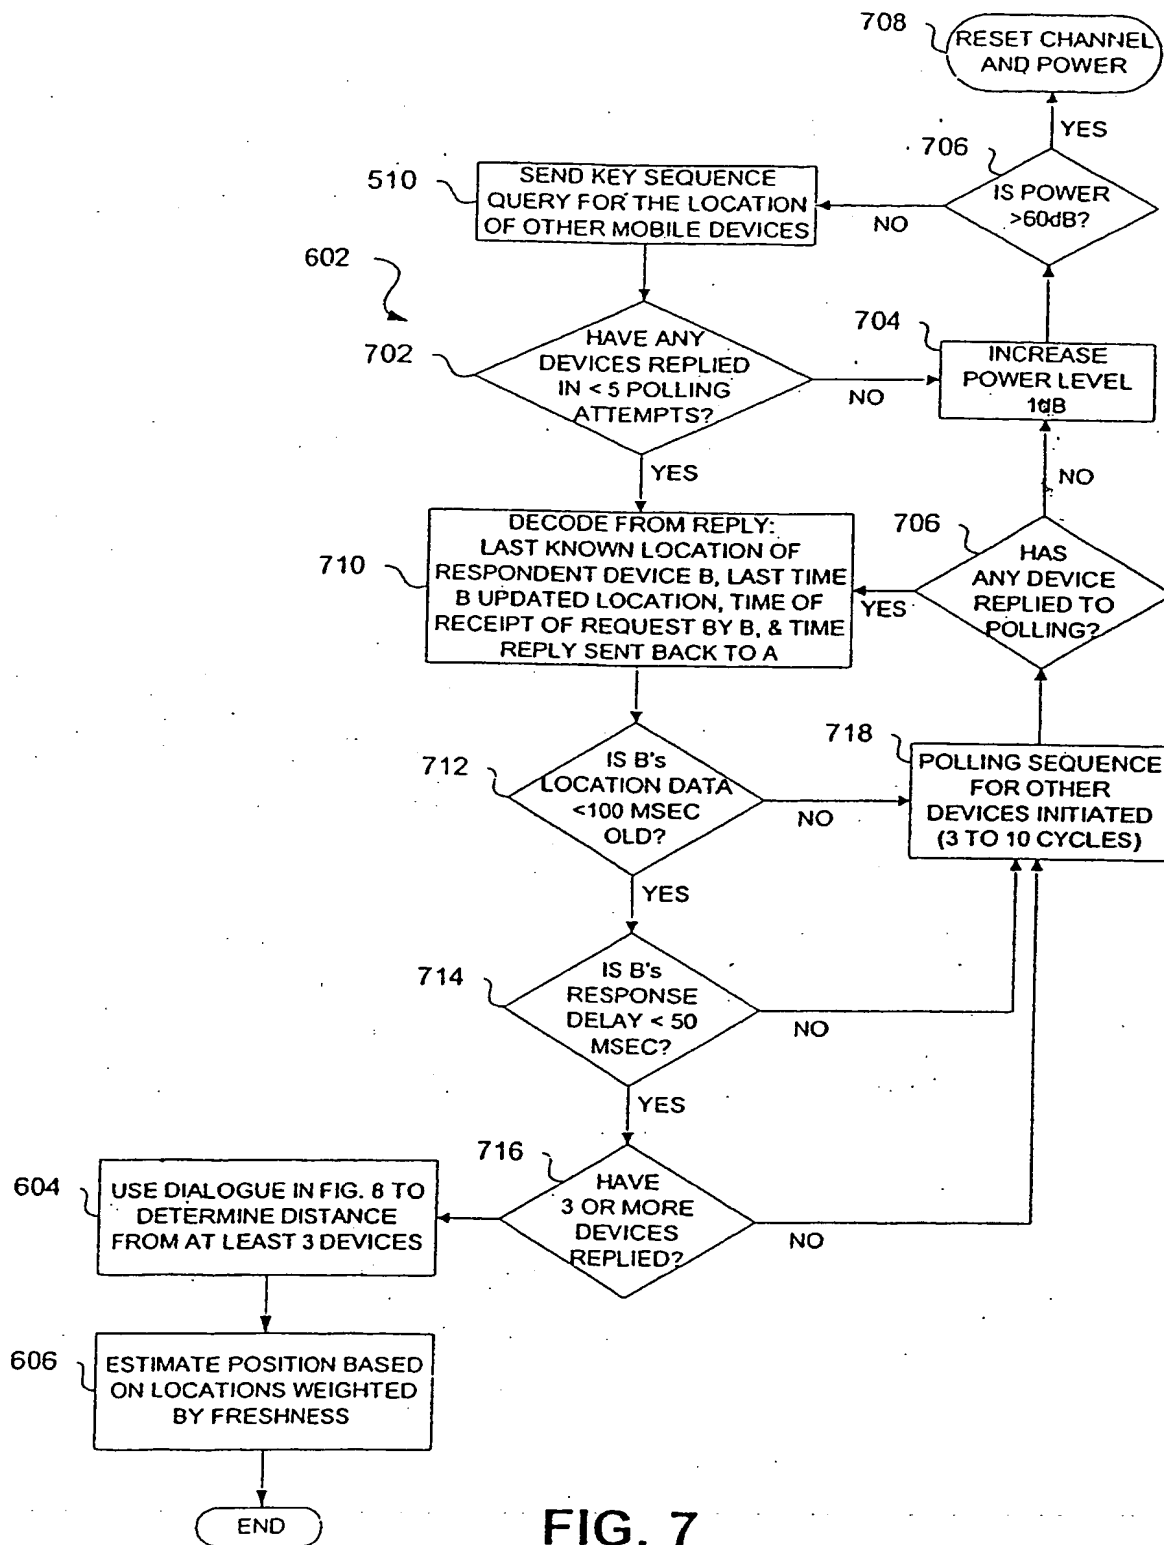 708
RESET CHANNEL
AND POWER
YES
706
IS POWER
>60dB?
NO
510
SEND KEY SEQUENCE
QUERY FOR THE LOCATION
OF OTHER MOBILE DEVICES
602
702
HAVE ANY
DEVICES REPLIED
IN < 5 POLLING
ATTEMPTS?
NO
YES
704
INCREASE
POWER LEVEL
1dB
NO
706
HAS
ANY DEVICE
REPLIED TO
POLLING?
YES
710
DECODE FROM REPLY:
LAST KNOWN LOCATION OF
RESPONDENT DEVICE B, LAST TIME
B UPDATED LOCATION, TIME OF
RECEIPT OF REQUEST BY B, & TIME
REPLY SENT BACK TO A
712
IS B's
LOCATION DATA
<100 MSEC
OLD?
NO
YES
718
POLLING SEQUENCE
FOR OTHER
DEVICES INITIATED
(3 TO 10 CYCLES)
714
IS B's
RESPONSE
DELAY < 50
MSEC?
NO
YES
716
HAVE
3 OR MORE
DEVICES
REPLIED?
NO
604
USE DIALOGUE IN FIG. 8 TO
DETERMINE DISTANCE
FROM AT LEAST 3 DEVICES
606
ESTIMATE POSITION BASED
ON LOCATIONS WEIGHTED
BY FRESHNESS
END
FIG. 7